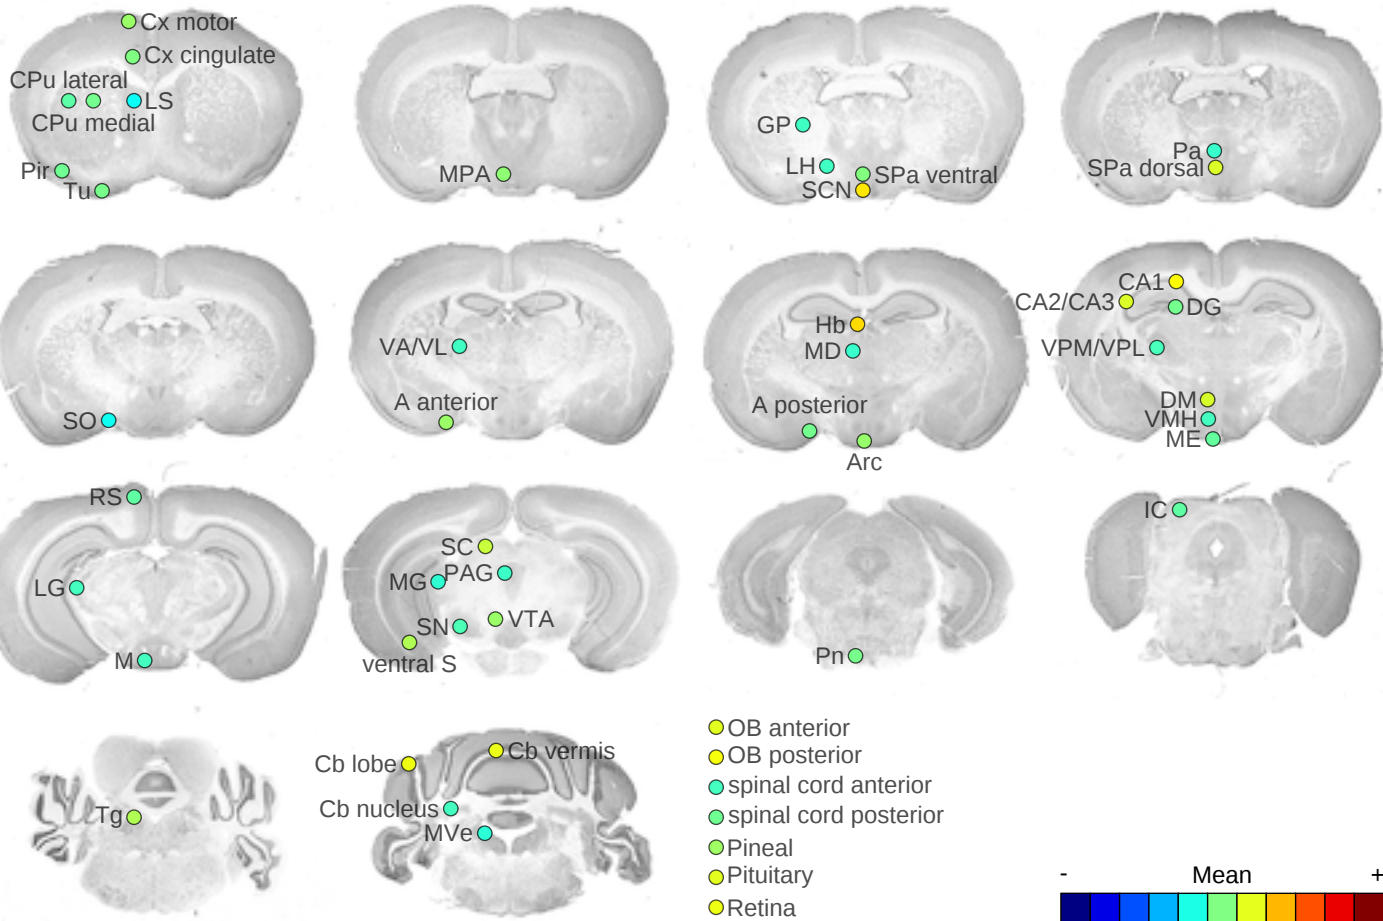 Cx motor
Cx cingulate
CPu lateral
LS
CPu medial
Pir
Tu
MPA
GP
LH
SPa ventral
SCN
Pa
SPa dorsal
SO
VA/VL
A anterior
Hb
MD
A posterior
Arc
CA1
CA2/CA3
DG
VPM/VPL
DM
VMH
ME
RS
LG
M
SC
PAG
MG
SN
VTA
ventral S
Pn
IC
Tg
Cb lobe
Cb vermis
Cb nucleus
MVe
OB anterior
OB posterior
spinal cord anterior
spinal cord posterior
Pineal
Pituitary
Retina
- Mean +